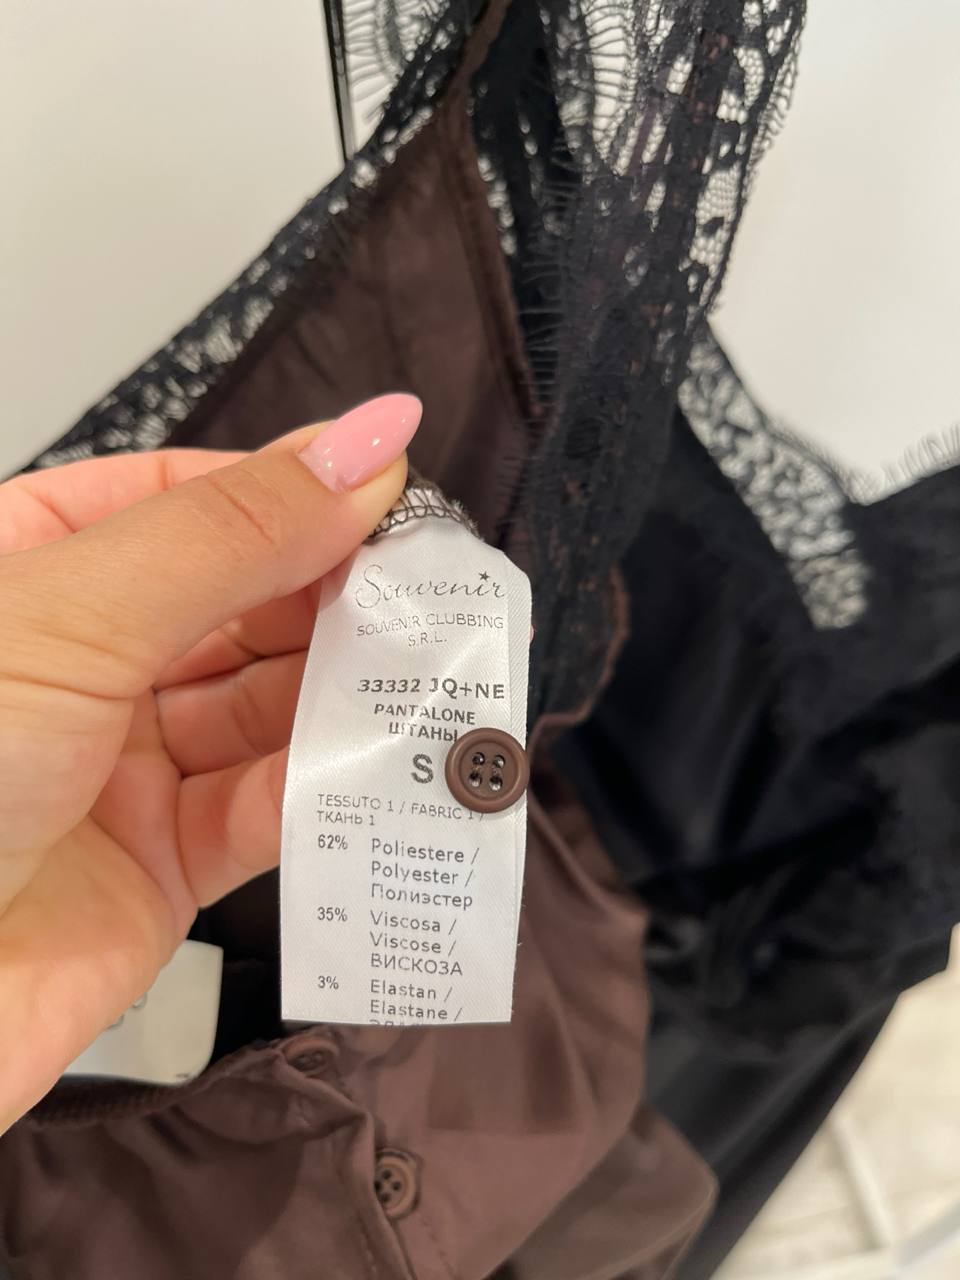 Souvenir
SOUVENIR CLUBBING
S.R.L.
33332 JQ+NE
PANTALONE
ШТАНЫ
S
TESSUTO 1 / FABRIC 1 /
ТКАНЬ 1
62% Poliestere /
Polyester /
Полиэстер
35% Viscosa /
Viscose /
ВИСКОЗА
3% Elastan /
Elastane /